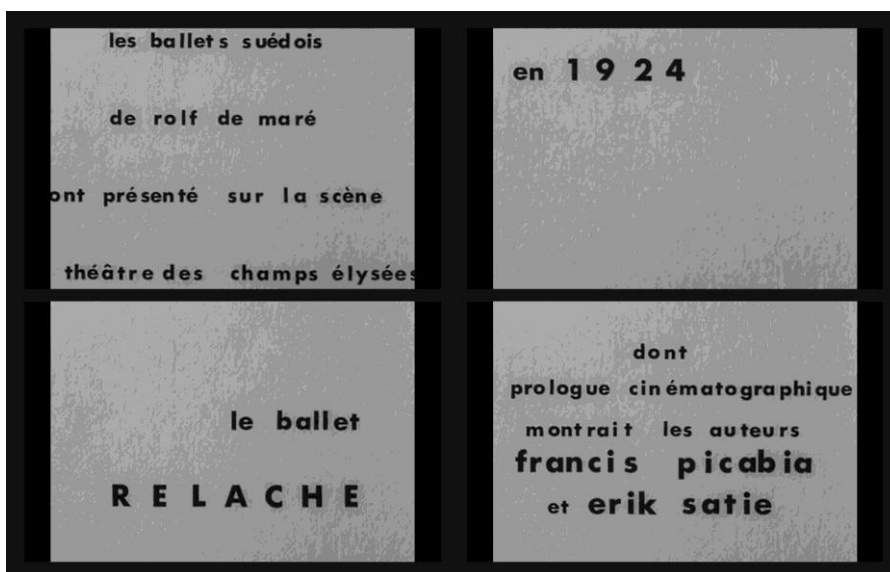 les ballets suédois
de rolf de maré
ont présenté sur la scène
théâtre des champs élysées
en 1924
le ballet
RELACHE
dont
prologue cinématographique
montrait les auteurs
francis picabia
et erik satie